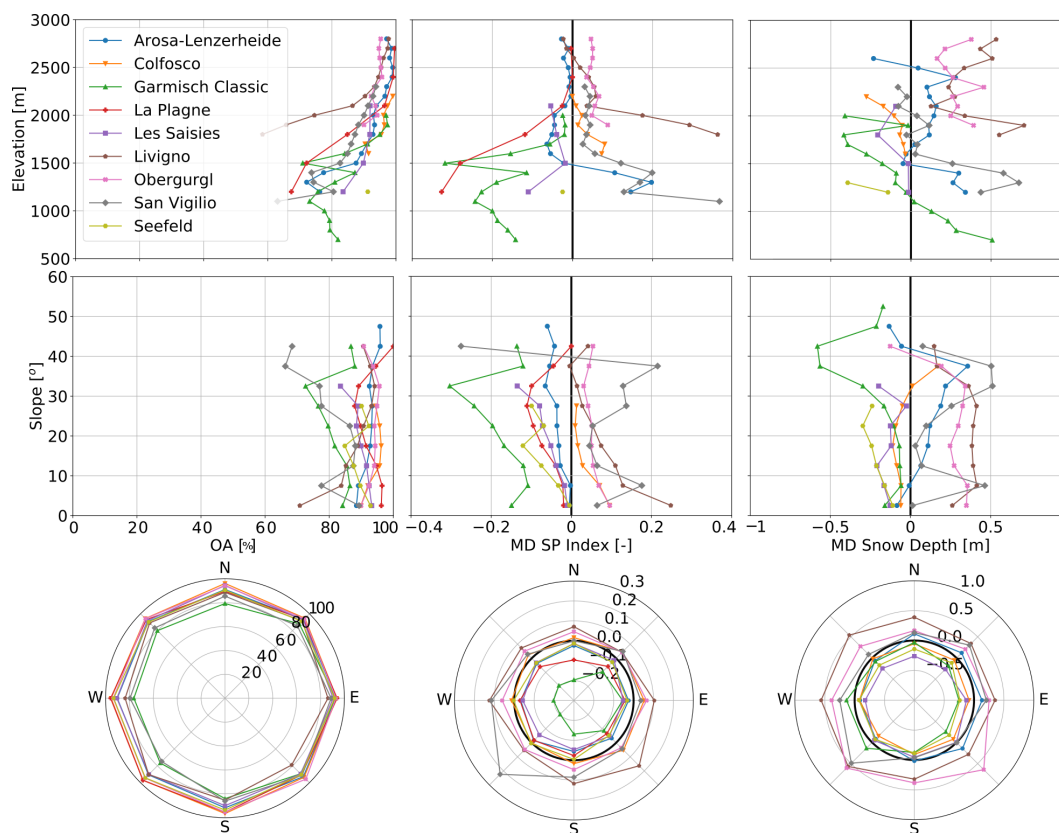 3000
2500
2000
1500
1000
500
Elevation [m]
Arosa-Lenzerheide
Colfosco
Garmisch Classic
La Plagne
Les Saisies
Livigno
Obergurgl
San Vigilio
Seefeld
60
50
40
30
20
10
0
Slope [°]
0 20 40 60 80 100
OA [%]
−0.4 −0.2 0 0.2 0.4
MD SP Index [-]
−1 −0.5 0 0.5
MD Snow Depth [m]
N
100
80
60
40
20
W
E
S
N
0.3
0.2
0.1
0.0
−0.1
−0.2
W
E
S
N
1.0
0.5
0.0
−0.5
W
E
S